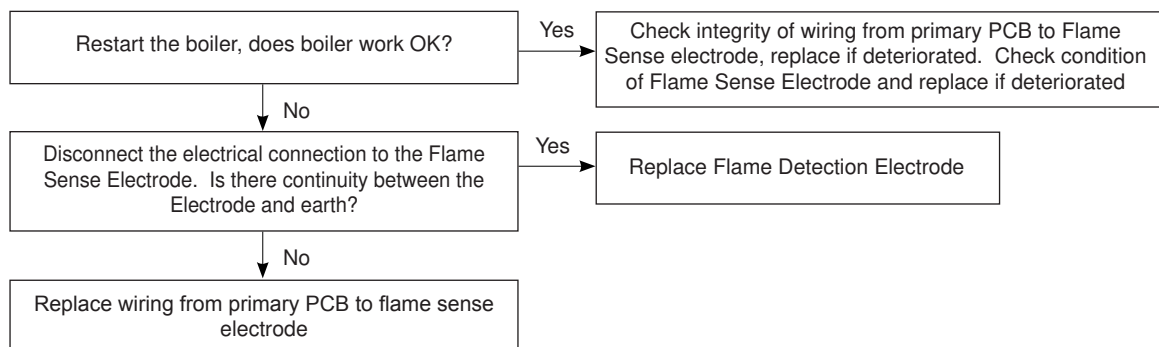 Restart the boiler, does boiler work OK?
Yes
Check integrity of wiring from primary PCB to Flame
Sense electrode, replace if deteriorated. Check condition
of Flame Sense Electrode and replace if deteriorated
No
Disconnect the electrical connection to the Flame
Sense Electrode. Is there continuity between the
Electrode and earth?
Yes
Replace Flame Detection Electrode
No
Replace wiring from primary PCB to flame sense
electrode